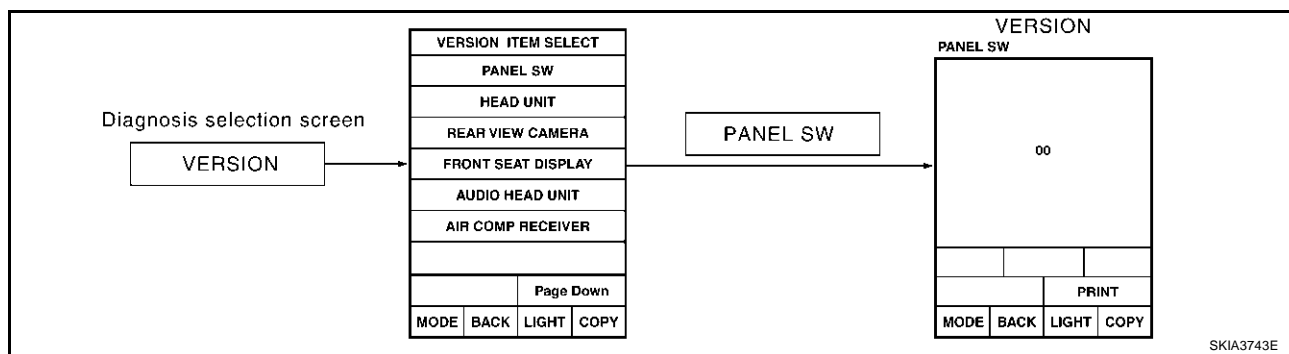 Diagnosis selection screen
VERSION
VERSION ITEM SELECT
PANEL SW
HEAD UNIT
REAR VIEW CAMERA
FRONT SEAT DISPLAY
AUDIO HEAD UNIT
AIR COMP RECEIVER
Page Down
MODE BACK LIGHT COPY
PANEL SW
VERSION
PANEL SW
00
PRINT
MODE BACK LIGHT COPY
SKIA3743E